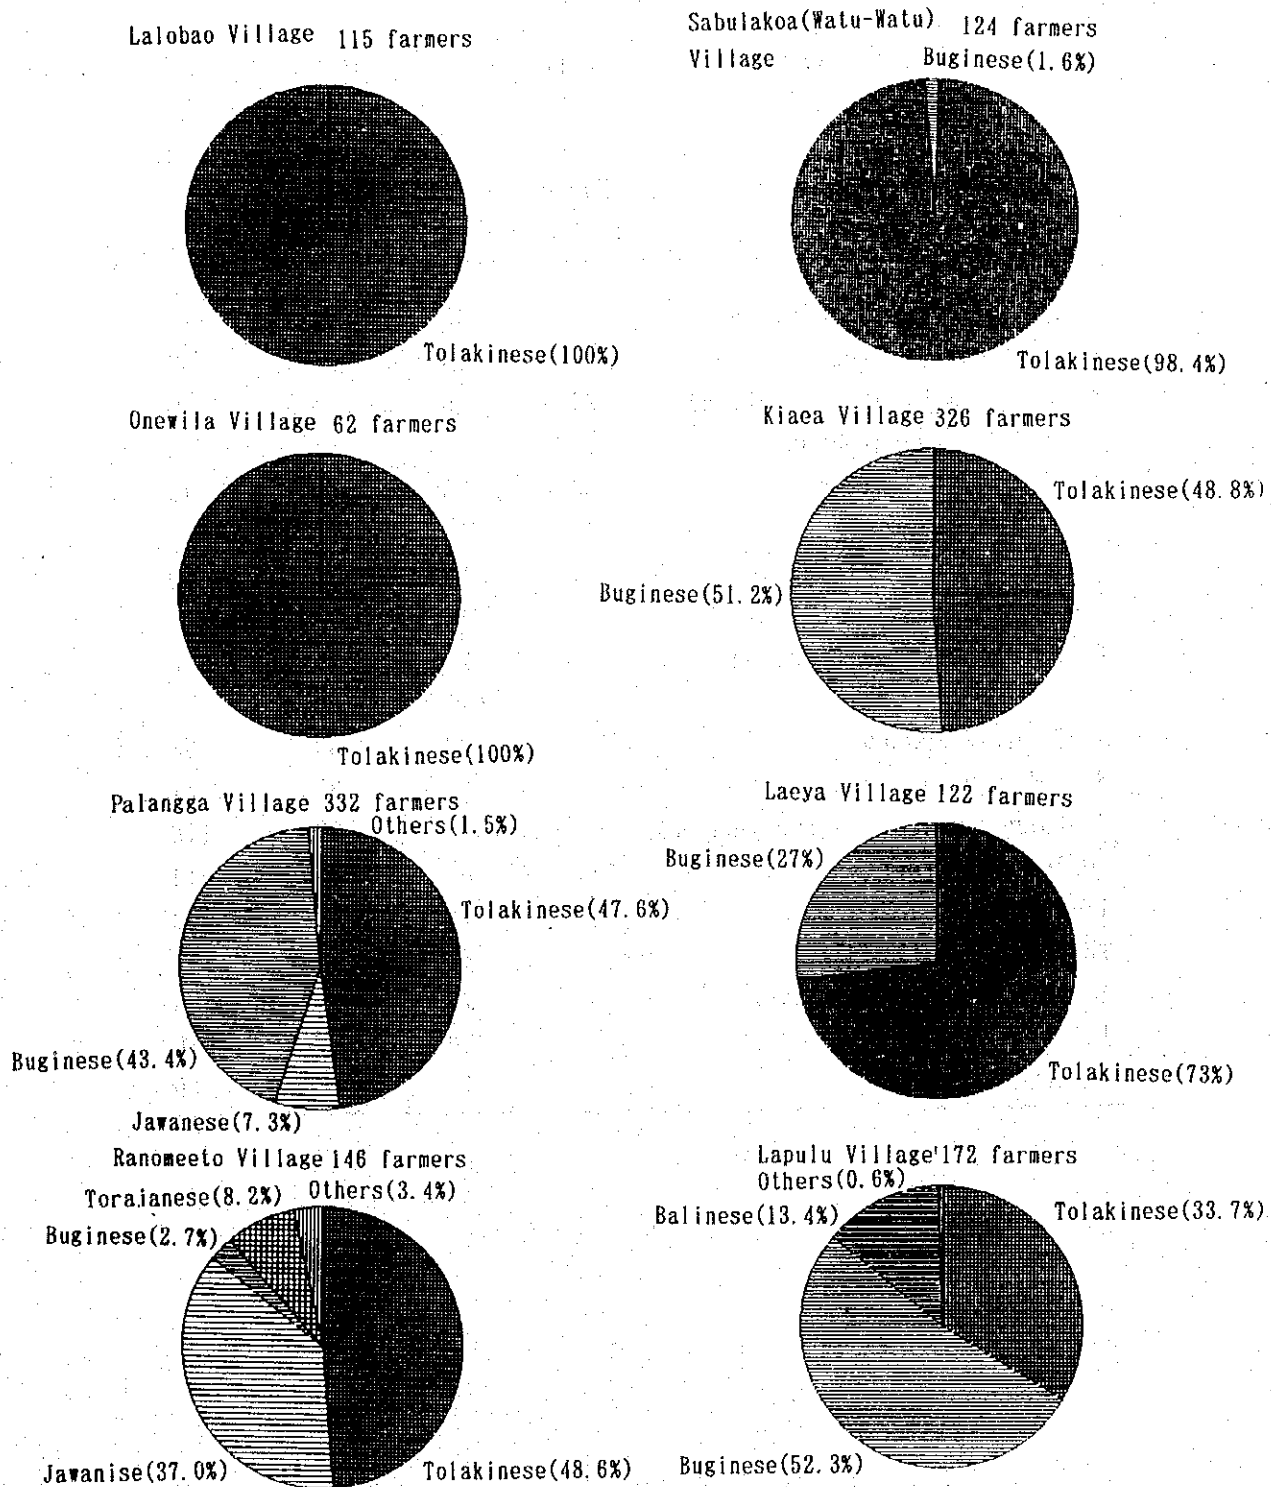 Lalobao Village 115 farmers
Tolakinese(100%)
Sabulakoa(Watu-Watu) 124 farmers
Village
Buginese(1.6%)
Tolakinese(98.4%)
Onewila Village 62 farmers
Tolakinese(100%)
Kiaea Village 326 farmers
Tolakinese(48.8%)
Buginese(51.2%)
Palangga Village 332 farmers
Others(1.5%)
Tolakinese(47.6%)
Buginese(43.4%)
Jawanese(7.3%)
Laeya Village 122 farmers
Buginese(27%)
Tolakinese(73%)
Ranomeeto Village 146 farmers
Torajanese(8.2%) Others(3.4%)
Buginese(2.7%)
Jawanise(37.0%)
Tolakinese(48.6%)
Lapulu Village 172 farmers
Others(0.6%)
Balinese(13.4%)
Tolakinese(33.7%)
Buginese(52.3%)